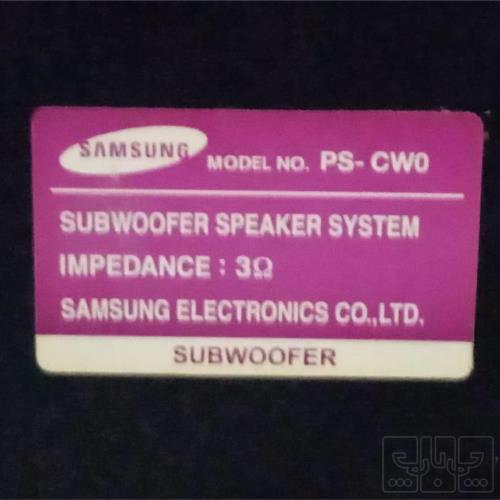 SAMSUNG MODEL NO. PS-CW0
SUBWOOFER SPEAKER SYSTEM
IMPEDANCE : 3Ω
SAMSUNG ELECTRONICS CO.,LTD.
SUBWOOFER